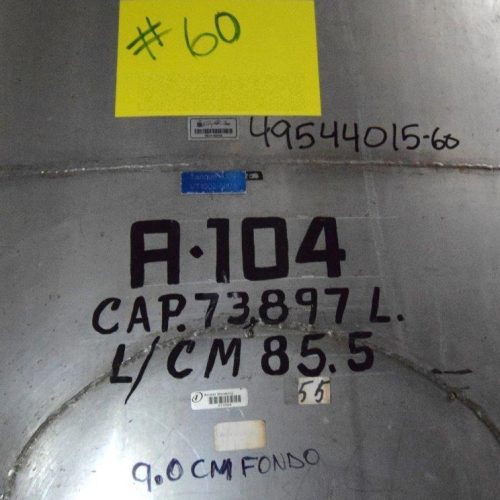 #60
49544015-60
A·104
CAP. 73,897 L.
L/CM 85.5
55
9.0 CM FONDO